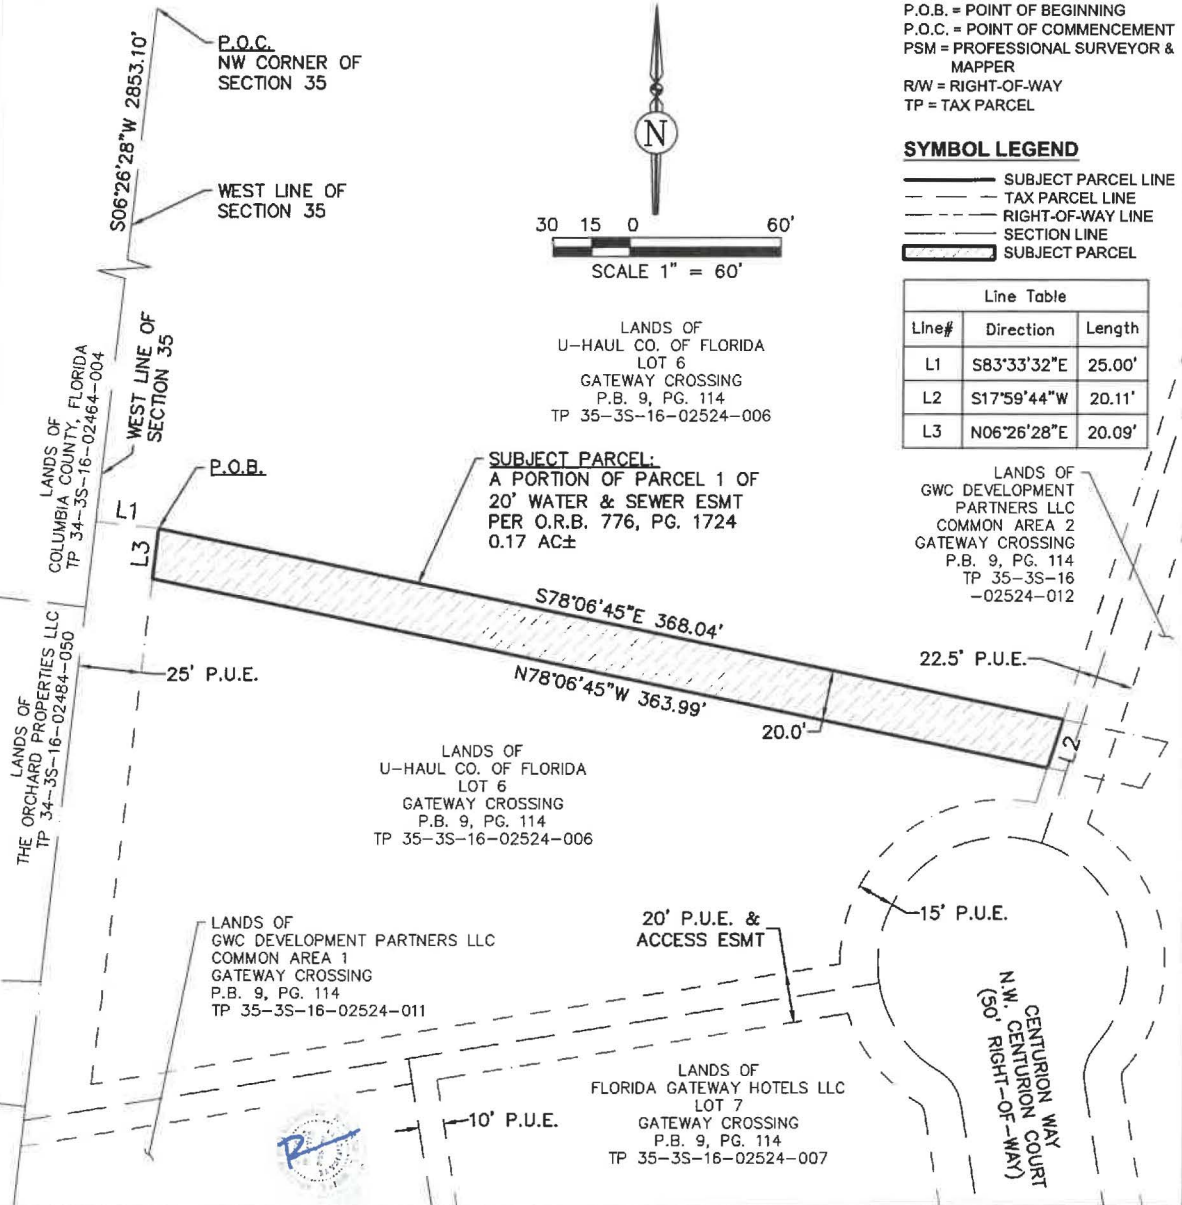 P.O.B. = POINT OF BEGINNING
P.O.C. = POINT OF COMMENCEMENT
PSM = PROFESSIONAL SURVEYOR &
MAPPER
R/W = RIGHT-OF-WAY
TP = TAX PARCEL
SYMBOL LEGEND
SUBJECT PARCEL LINE
TAX PARCEL LINE
RIGHT-OF-WAY LINE
SECTION LINE
SUBJECT PARCEL
Line Table
Line# Direction Length
L1 S83°33'32"E 25.00'
L2 S17°59'44"W 20.11'
L3 N06°26'28"E 20.09'
P.O.C.
NW CORNER OF
SECTION 35
S06°26'28"W 2853.10'
WEST LINE OF
SECTION 35
N
30 15 0 60'
SCALE 1" = 60'
LANDS OF
U-HAUL CO. OF FLORIDA
LOT 6
GATEWAY CROSSING
P.B. 9, PG. 114
TP 35-3S-16-02524-006
LANDS OF
COLUMBIA COUNTY, FLORIDA
TP 34-3S-16-02464-004
WEST LINE OF
SECTION 35
P.O.B.
L1
L3
SUBJECT PARCEL:
A PORTION OF PARCEL 1 OF
20' WATER & SEWER ESMT
PER O.R.B. 776, PG. 1724
0.17 AC±
LANDS OF
GWC DEVELOPMENT
PARTNERS LLC
COMMON AREA 2
GATEWAY CROSSING
P.B. 9, PG. 114
TP 35-3S-16
-02524-012
S78°06'45"E 368.04'
N78°06'45"W 363.99'
20.0'
22.5' P.U.E.
L2
25' P.U.E.
LANDS OF
THE ORCHARD PROPERTIES LLC
TP 34-3S-16-02484-050
LANDS OF
U-HAUL CO. OF FLORIDA
LOT 6
GATEWAY CROSSING
P.B. 9, PG. 114
TP 35-3S-16-02524-006
LANDS OF
GWC DEVELOPMENT PARTNERS LLC
COMMON AREA 1
GATEWAY CROSSING
P.B. 9, PG. 114
TP 35-3S-16-02524-011
20' P.U.E. &
ACCESS ESMT
15' P.U.E.
CENTURION WAY
N.W. CENTURION COURT
(50' RIGHT-OF-WAY)
LANDS OF
FLORIDA GATEWAY HOTELS LLC
LOT 7
GATEWAY CROSSING
P.B. 9, PG. 114
TP 35-3S-16-02524-007
10' P.U.E.